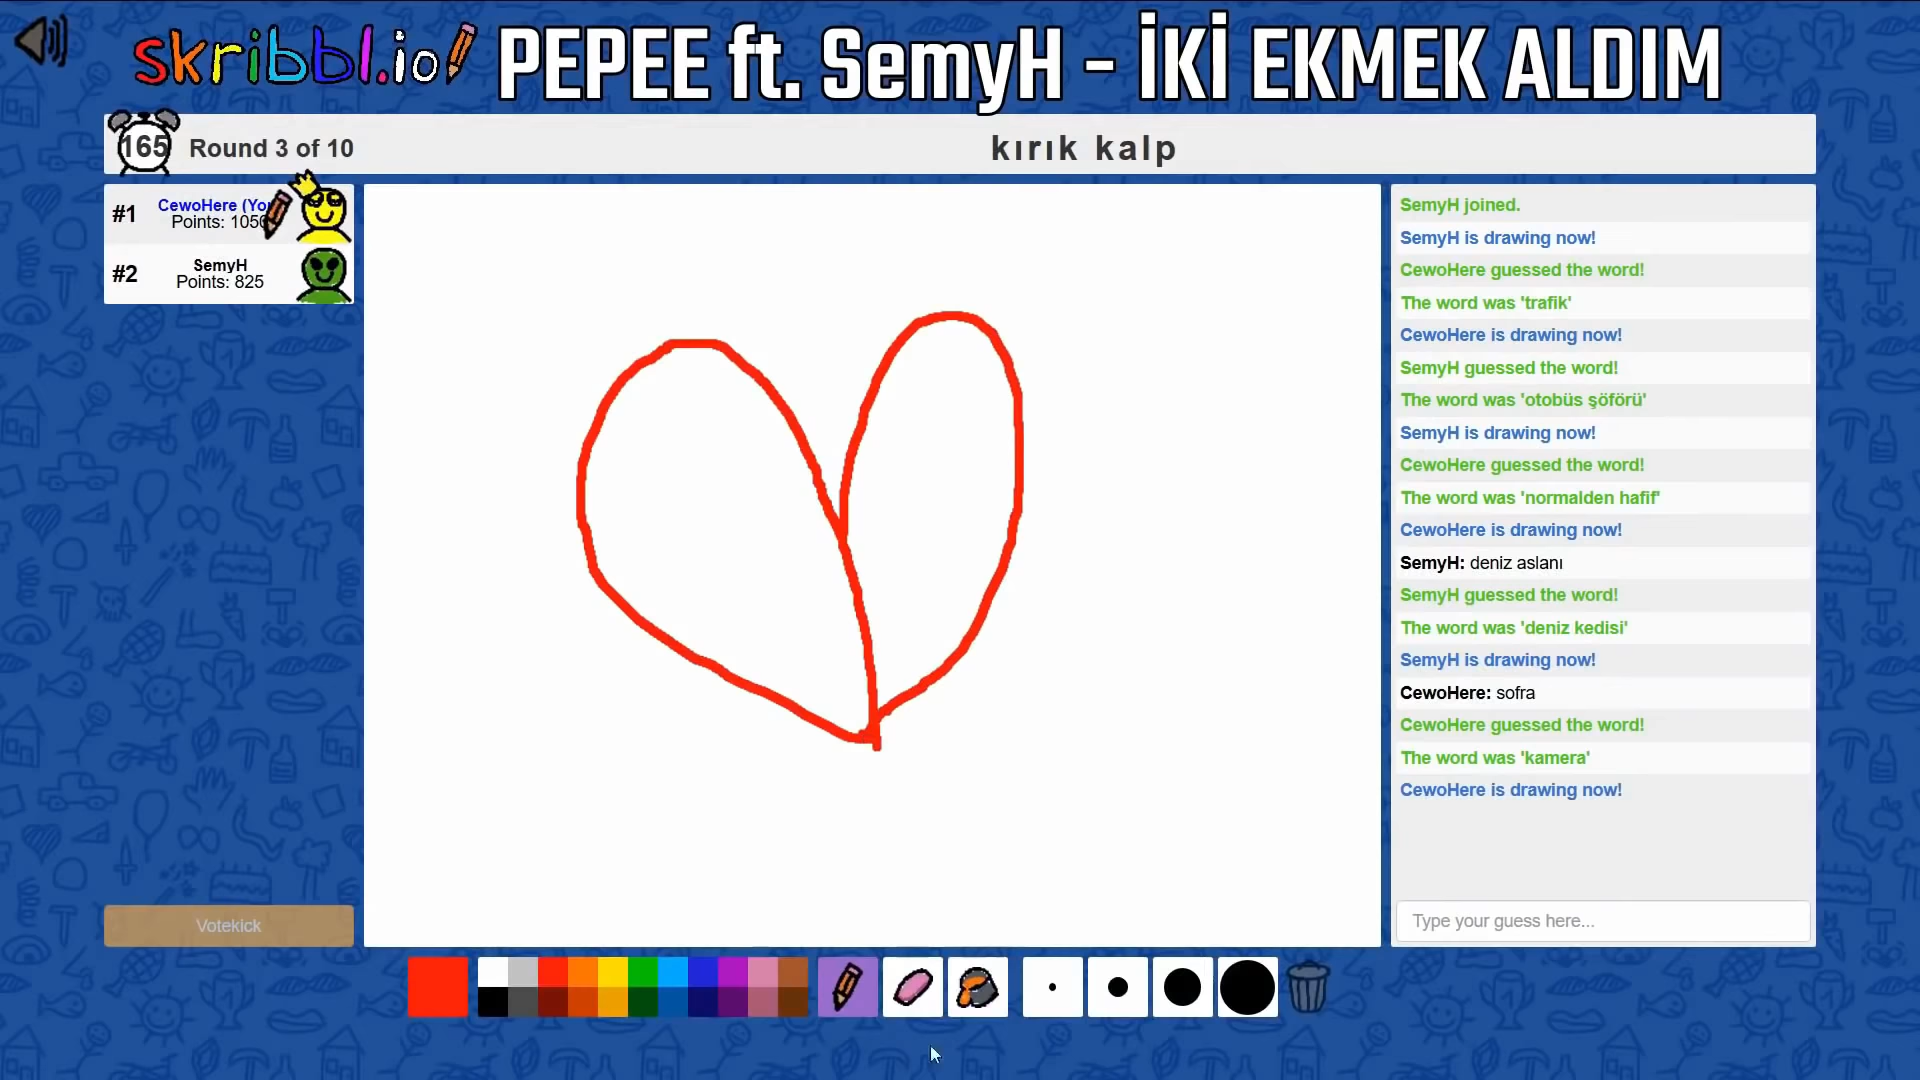 skribbl.io PEPEE ft. SemyH - İKİ EKMEK ALDIM
165 Round 3 of 10 kırık kalp
#1 CewoHere (You
Points: 1050
#2 SemyH
Points: 825
SemyH joined.
SemyH is drawing now!
CewoHere guessed the word!
The word was 'trafik'
CewoHere is drawing now!
SemyH guessed the word!
The word was 'otobüs şöförü'
SemyH is drawing now!
CewoHere guessed the word!
The word was 'normalden hafif'
CewoHere is drawing now!
SemyH: deniz aslanı
SemyH guessed the word!
The word was 'deniz kedisi'
SemyH is drawing now!
CewoHere: sofra
CewoHere guessed the word!
The word was 'kamera'
CewoHere is drawing now!
Votekick
Type your guess here...